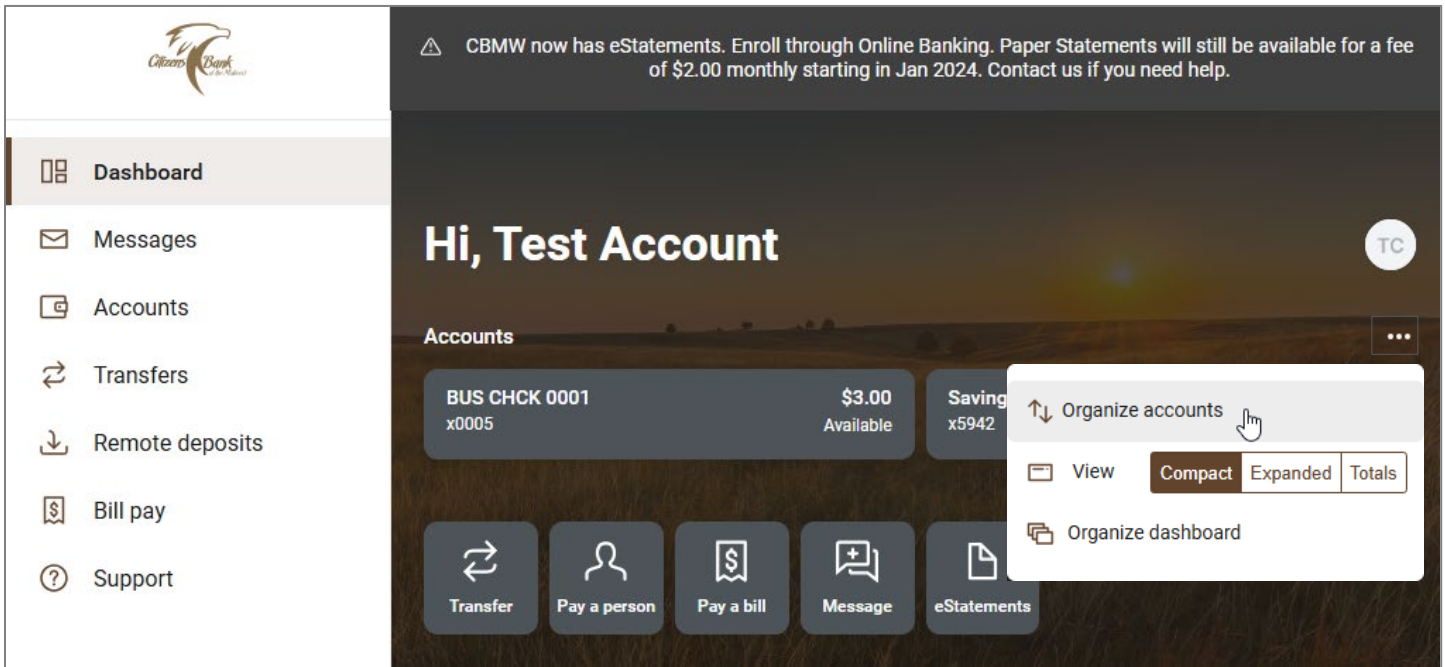 Citizens Bank
of the Midwest
CBMW now has eStatements. Enroll through Online Banking. Paper Statements will still be available for a fee
of $2.00 monthly starting in Jan 2024. Contact us if you need help.
Dashboard
Messages
Accounts
Transfers
Remote deposits
Bill pay
Support
Hi, Test Account
TC
Accounts
BUS CHCK 0001 $3.00
x0005 Available
Saving
x5942
Organize accounts
View Compact Expanded Totals
Organize dashboard
Transfer Pay a person Pay a bill Message eStatements